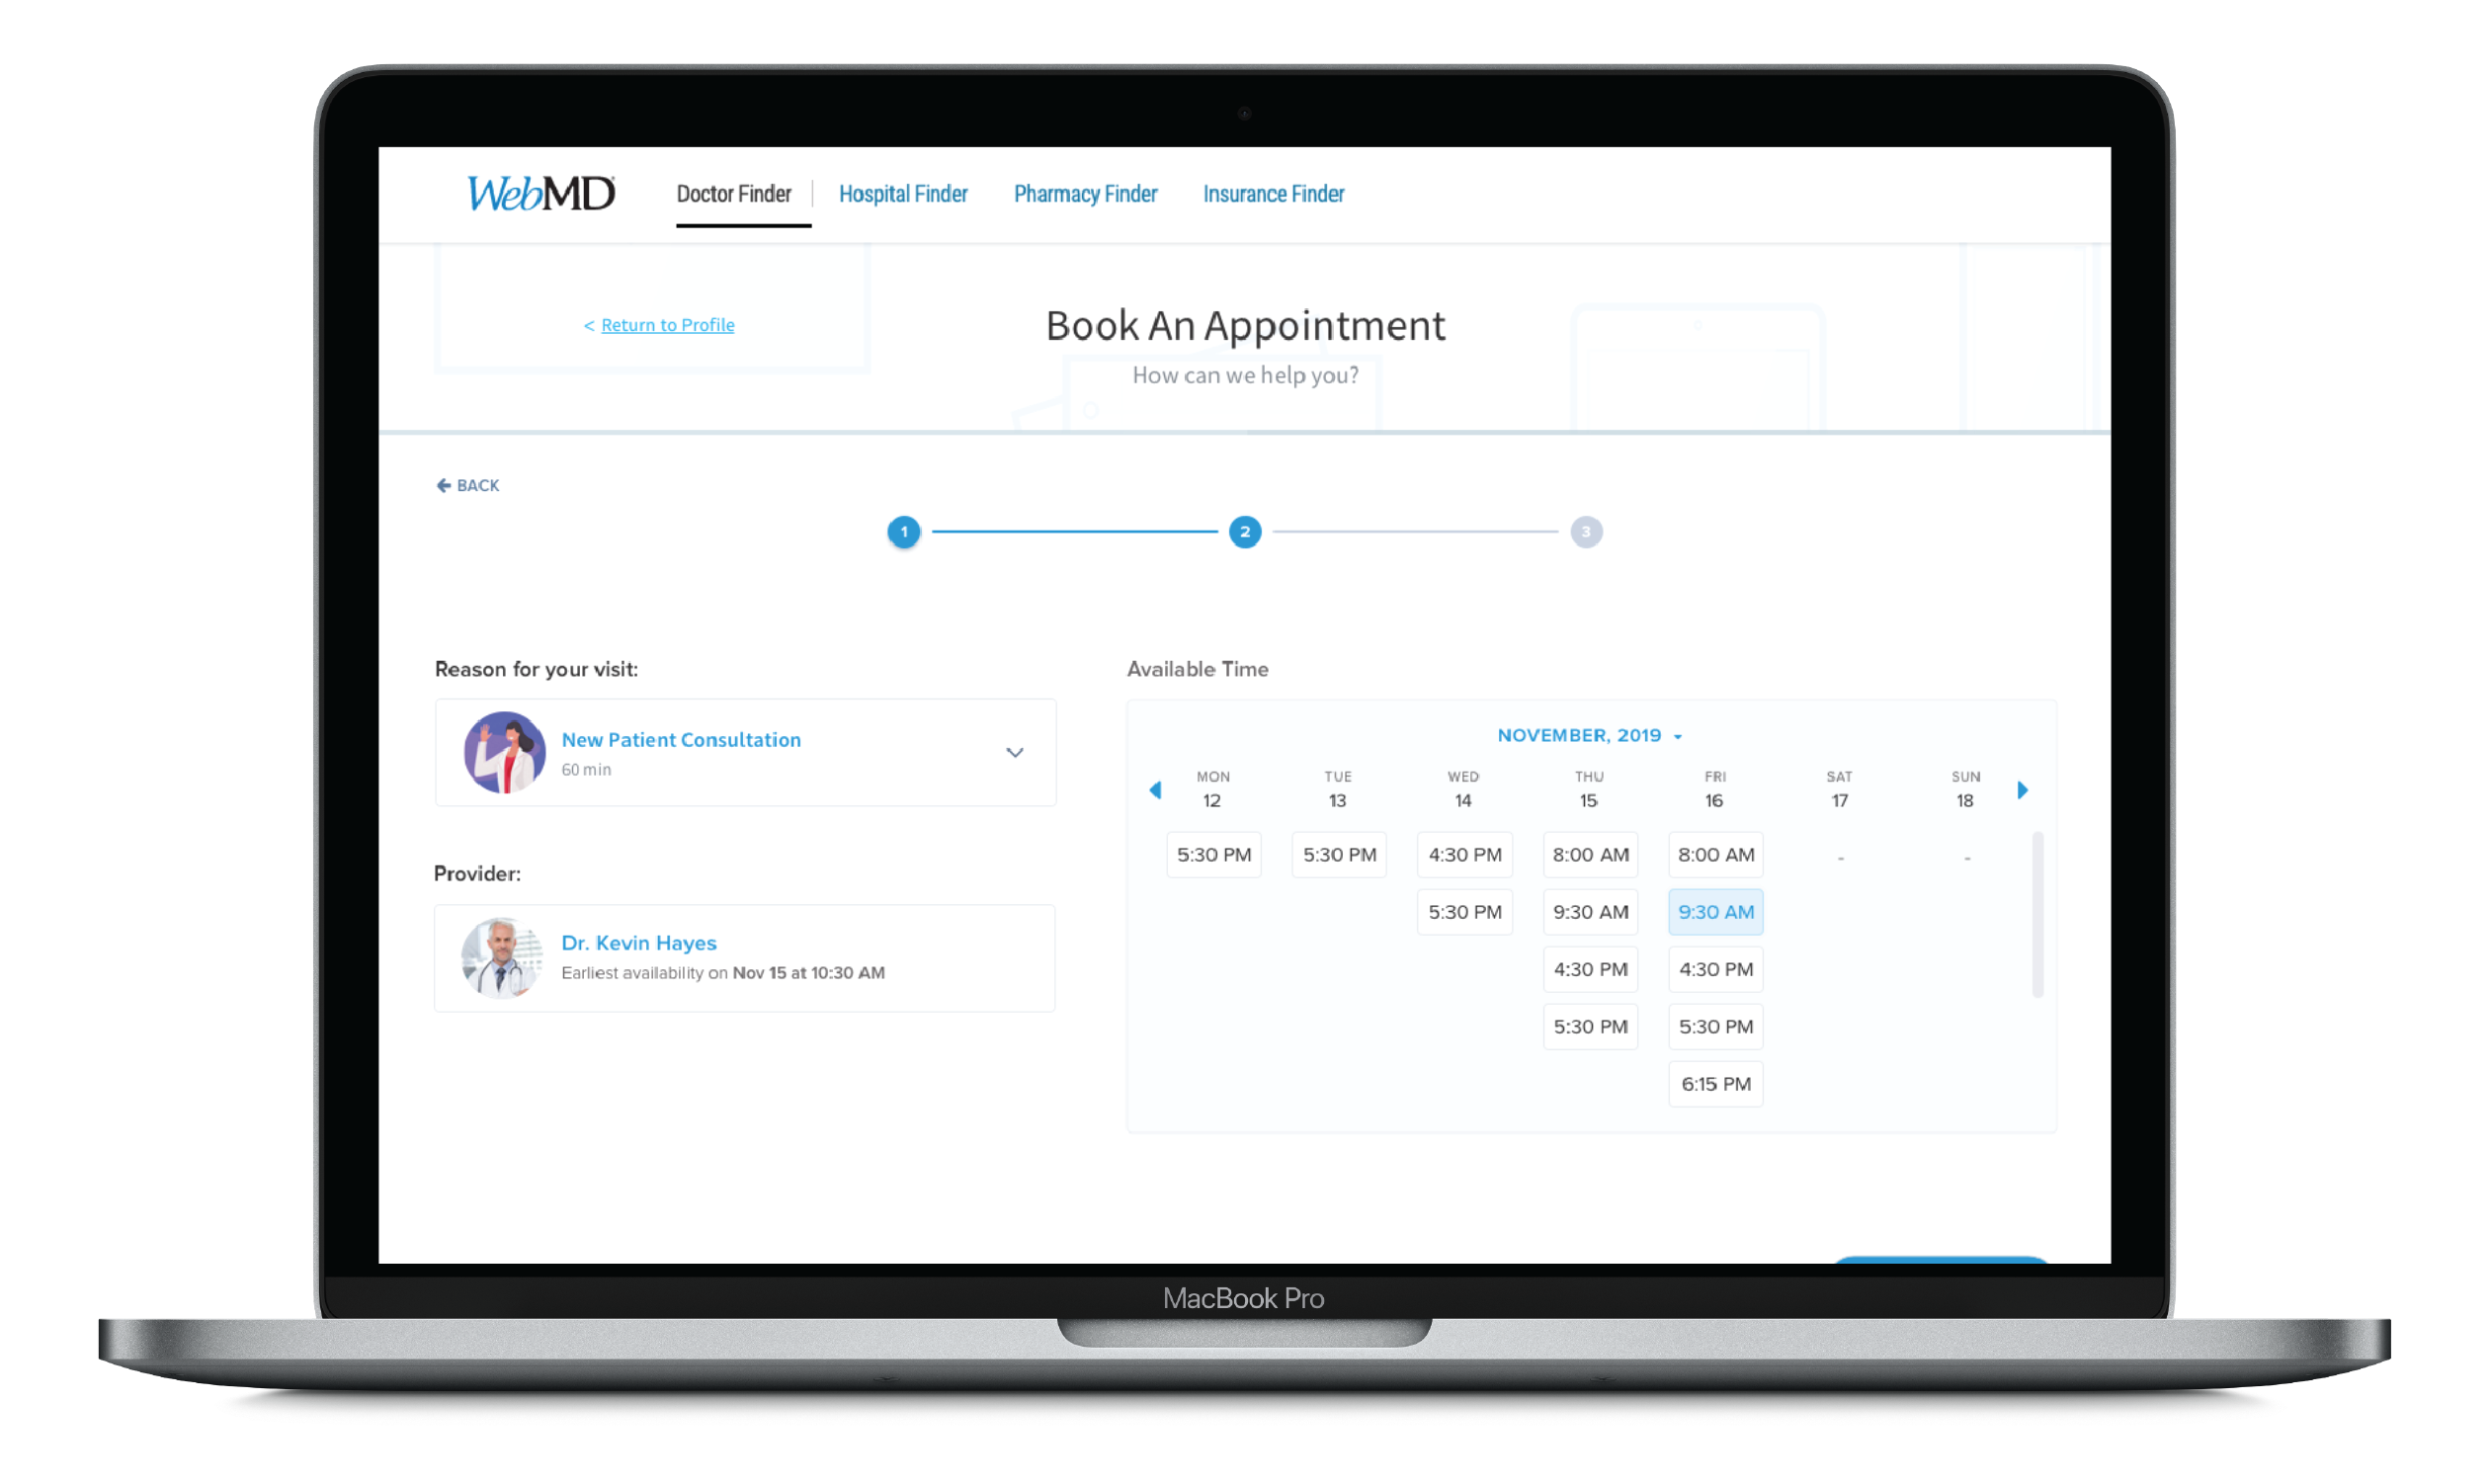 WebMD Doctor Finder Hospital Finder Pharmacy Finder Insurance Finder
< Return to Profile
Book An Appointment
How can we help you?
BACK
1 2 3
Reason for your visit:
New Patient Consultation
60 min
Provider:
Dr. Kevin Hayes
Earliest availability on Nov 15 at 10:30 AM
Available Time
NOVEMBER, 2019
MON TUE WED THU FRI SAT SUN
12 13 14 15 16 17 18
5:30 PM 5:30 PM 4:30 PM 8:00 AM 8:00 AM - -
5:30 PM 9:30 AM 9:30 AM
4:30 PM 4:30 PM
5:30 PM 5:30 PM
6:15 PM
MacBook Pro